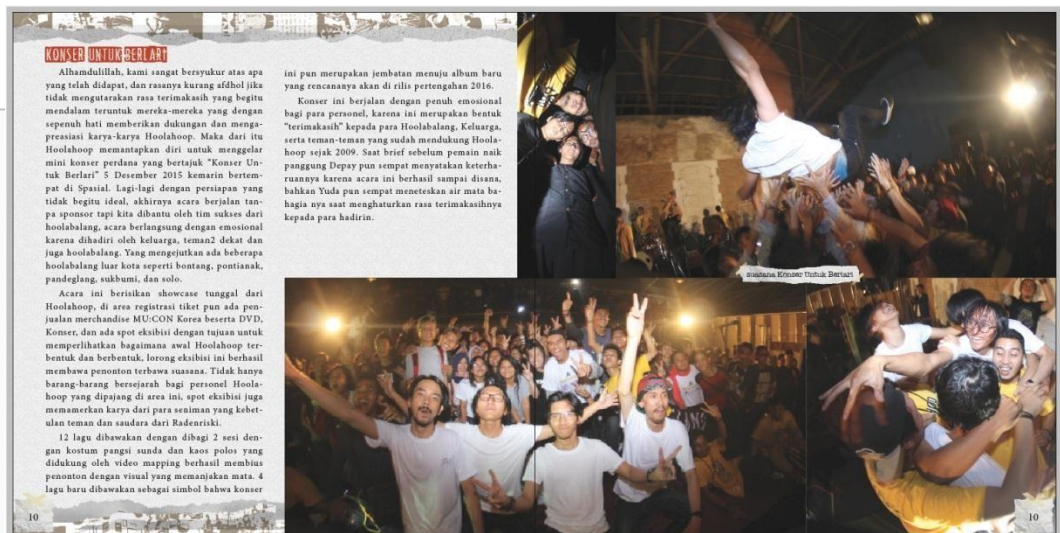 KONSER UNTUK BERLARI
Alhamdulillah, kami sangat bersyukur atas apa
yang telah didapat, dan rasanya kurang afdhol jika
tidak mengutarakan rasa terimakasih yang begitu
mendalam teruntuk mereka-mereka yang dengan
sepenuh hati memberikan dukungan dan menga-
preasiasi karya-karya Hoolahoop. Maka dari itu
Hoolahoop memantapkan diri untuk menggelar
mini konser perdana yang bertajuk "Konser Un-
tuk Berlari" 5 Desember 2015 kemarin bertem-
pat di Spasial. Lagi-lagi dengan persiapan yang
tidak begitu ideal, akhirnya acara berjalan tan-
pa sponsor tapi kita dibantu oleh tim sukses dari
hoolabalang, acara berlangsung dengan emosional
karena dihadiri oleh keluarga, teman2 dekat dan
juga hoolabalang. Yang mengejutkan ada beberapa
hoolabalang luar kota seperti bontang, pontianak,
pandeglang, sukbumi, dan solo.
Acara ini berisikan showcase tunggal dari
Hoolahoop, di area registrasi tiket pun ada pen-
jualan merchandise MU:CON Korea beserta DVD,
Konser, dan ada spot eksibisi dengan tujuan untuk
memperlihatkan bagaimana awal Hoolahoop ter-
bentuk dan berbentuk, lorong eksibisi ini berhasil
membawa penonton terbawa suasana. Tidak hanya
barang-barang bersejarah bagi personel Hoola-
hoop yang dipajang di area ini, spot eksibisi juga
memamerkan karya dari para seniman yang kebet-
ulan teman dan saudara dari Radenriski.
12 lagu dibawakan dengan dibagi 2 sesi den-
gan kostum pangsi sunda dan kaos polos yang
didukung oleh video mapping berhasil membius
penonton dengan visual yang memanjakan mata. 4
lagu baru dibawakan sebagai simbol bahwa konser
ini pun merupakan jembatan menuju album baru
yang rencananya akan di rilis pertengahan 2016.
Konser ini berjalan dengan penuh emosional
bagi para personel, karena ini merupakan bentuk
"terimakasih" kepada para Hoolabalang, Keluarga,
serta teman-teman yang sudah mendukung Hoola-
hoop sejak 2009. Saat brief sebelum pemain naik
panggung Depay pun sempat menyatakan keterha-
ruannya karena acara ini berhasil sampai disana,
bahkan Yuda pun sempat meneteskan air mata ba-
hagia nya saat menghaturkan rasa terimakasihnya
kepada para hadirin.
suasana Konser Untuk Berlari
10
10